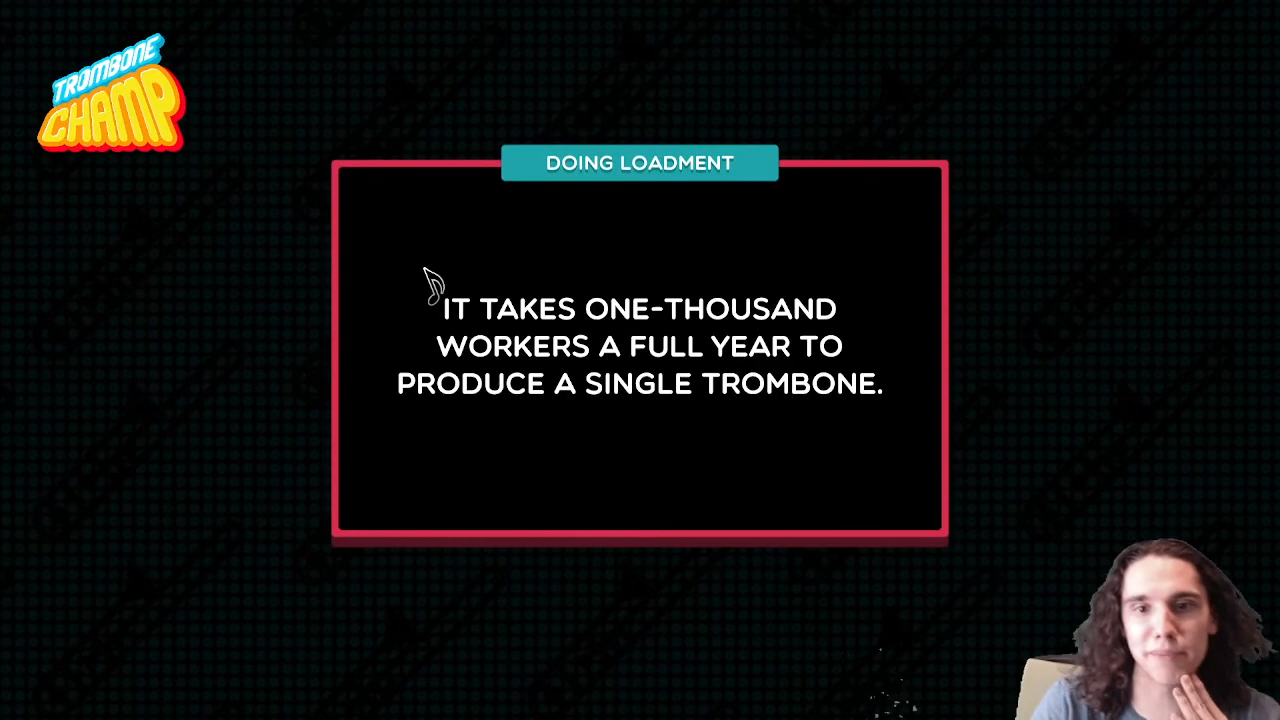 TROMBONE
CHAMP
DOING LOADMENT
IT TAKES ONE-THOUSAND
WORKERS A FULL YEAR TO
PRODUCE A SINGLE TROMBONE.